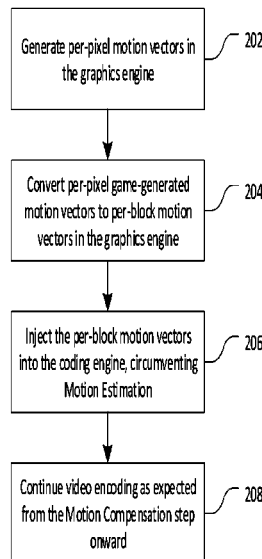 Generate per-pixel motion vectors in
the graphics engine
202
Convert per-pixel game-generated
motion vectors to per-block motion
vectors in the graphics engine
204
Inject the per-block motion vectors
into the coding engine, circumventing
Motion Estimation
206
Continue video encoding as expected
from the Motion Compensation step
onward
208